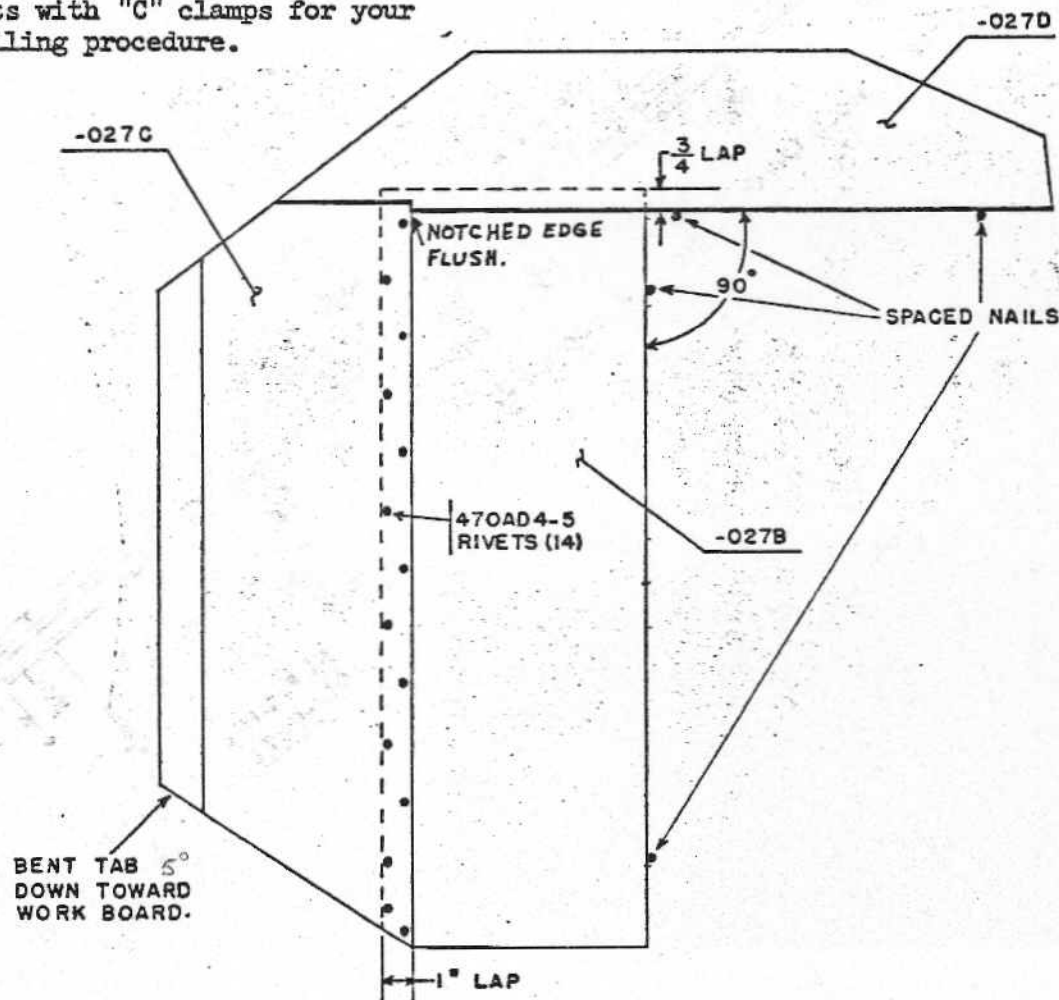 ts with "C" clamps for your
ling procedure.
-027D
-027C
3/4 LAP
NOTCHED EDGE
FLUSH.
90°
SPACED NAILS
470AD4-5
RIVETS (14)
-027B
BENT TAB 5°
DOWN TOWARD
WORK BOARD.
1" LAP